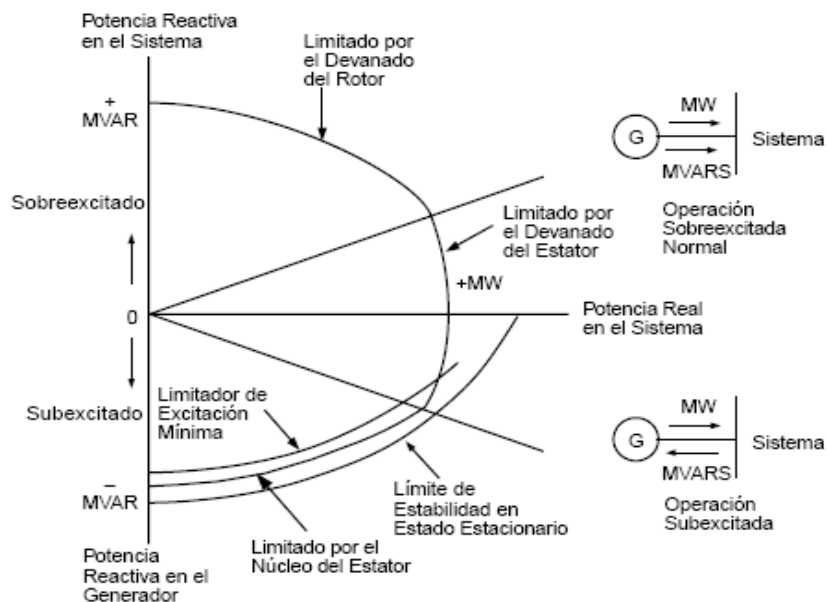 Potencia Reactiva
en el Sistema
Limitado por
el Devanado
del Rotor
+
MVAR
MW
G
Sistema
MVARS
Operación
Sobreexcitada
Normal
Sobreexcitado
Limitado por
el Devanado
del Estator
+MW
0
Potencia Real
en el Sistema
Subexcitado
Limitador de
Excitación
Mínima
MW
G
Sistema
MVARS
Operación
Subexcitada
–
MVAR
Límite de
Estabilidad en
Estado Estacionario
Limitado por el
Núcleo del Estator
Potencia
Reactiva en el
Generador